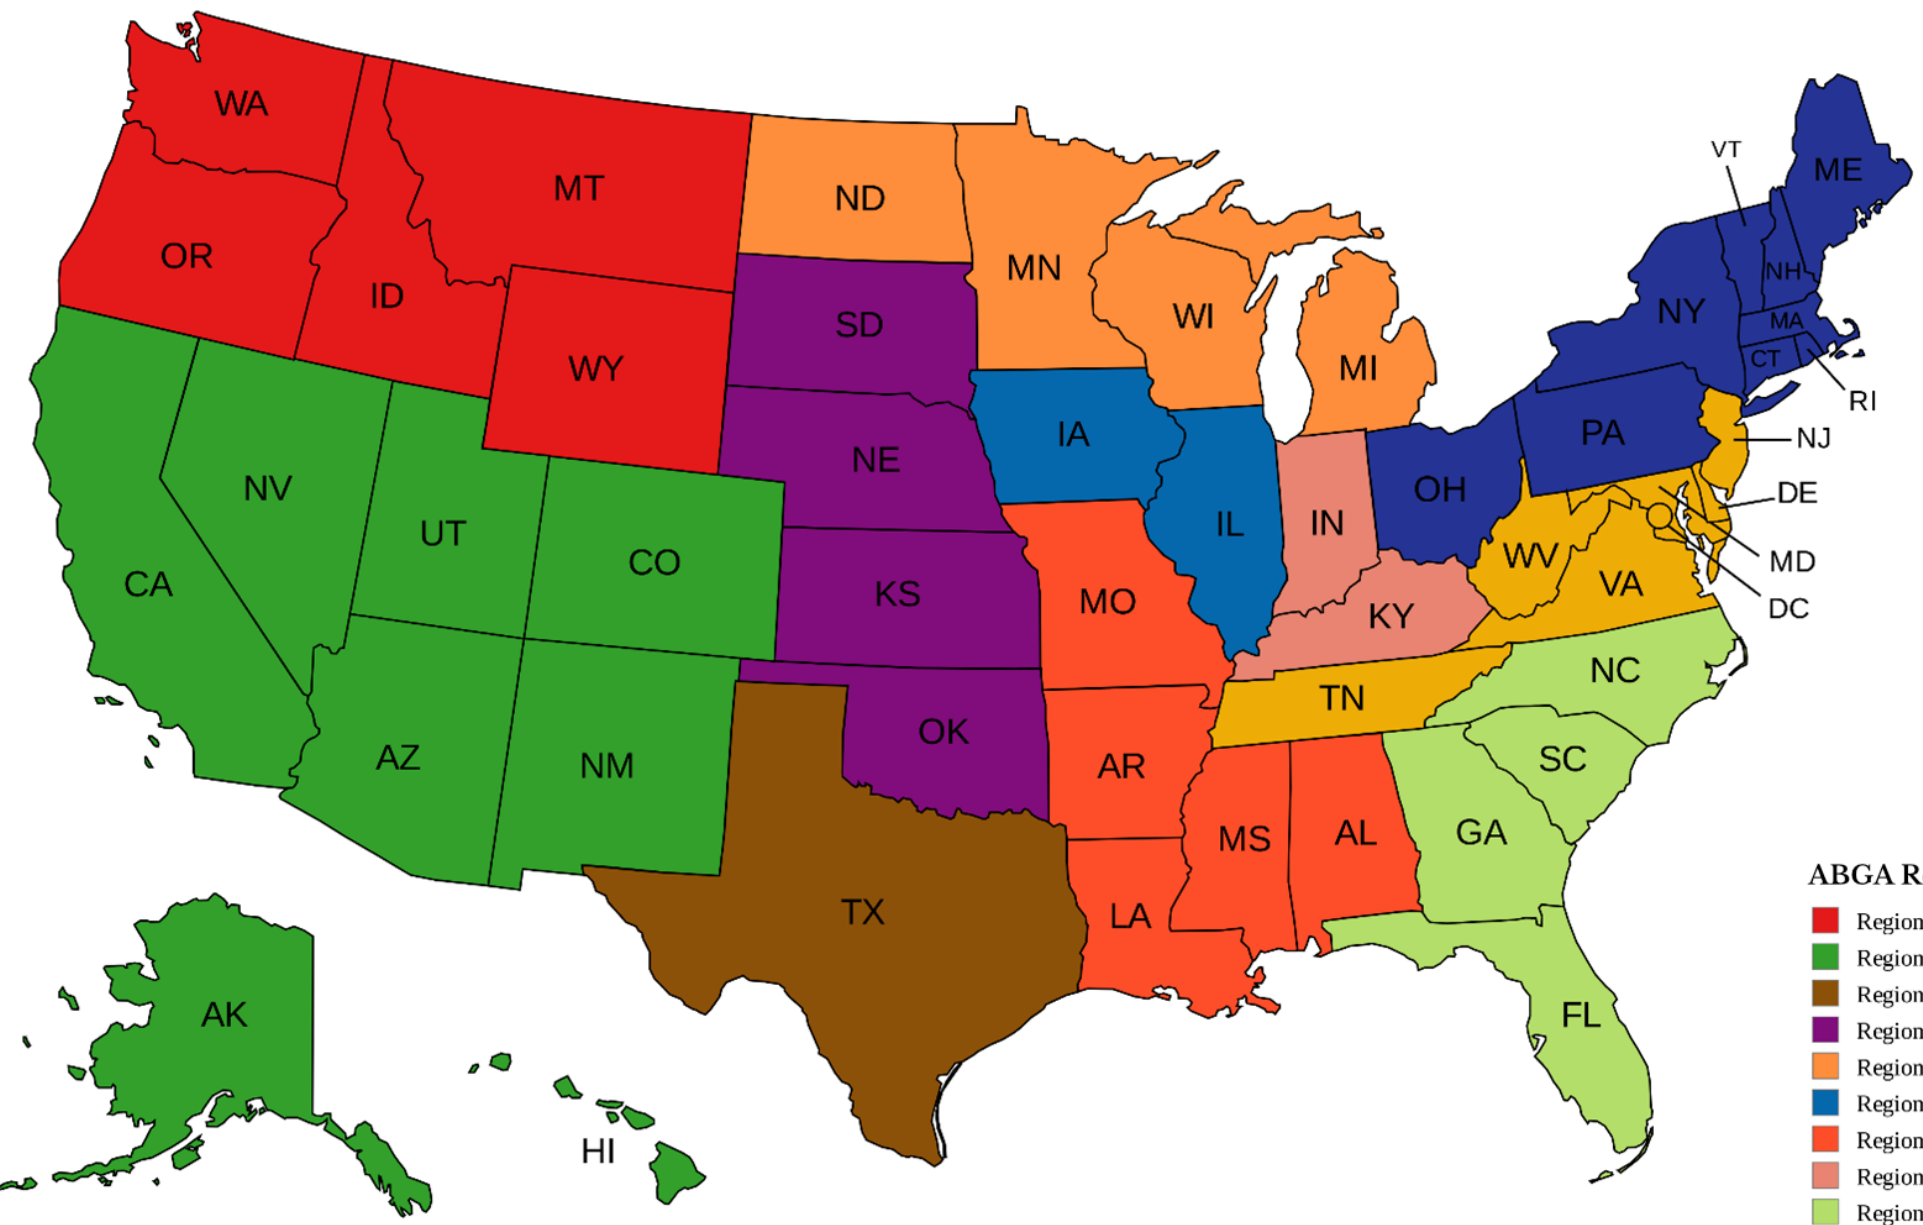 WA
MT
ND
VT
ME
OR
ID
MN
NH
SD
WI
NY
MA
WY
MI
CT
RI
IA
PA
NJ
NE
NV
OH
DE
UT
IL
IN
CO
WV
MD
CA
KS
MO
VA
DC
KY
NC
TN
OK
AZ
NM
AR
SC
MS
AL
GA
TX
LA
ABGA R
Region
Region
Region
Region
Region
Region
Region
Region
Region
AK
FL
HI